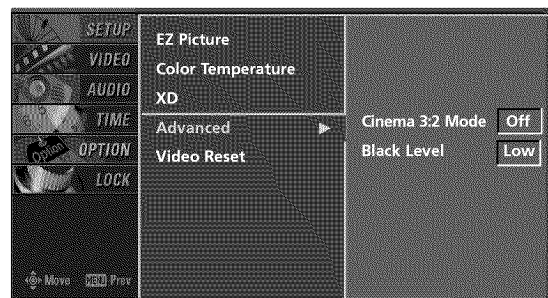 SETUP
VIDEO
AUDIO
TIME
OPTION
LOCK
Move MENU Prev
EZ Picture
Color Temperature
XD
Advanced
Video Reset
Cinema 3:2 Mode Off
Black Level Low